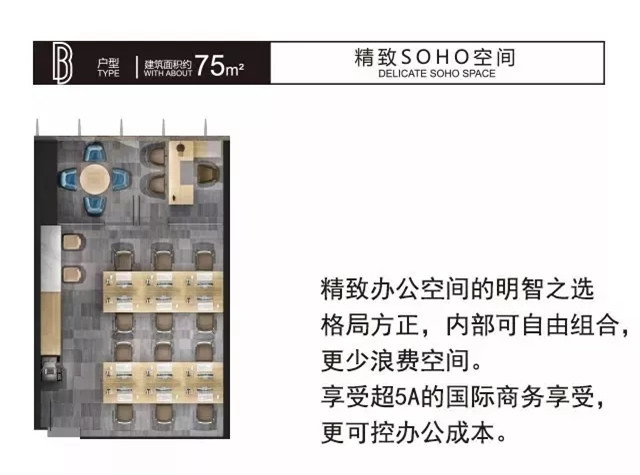 B 户型 建筑面积约 75m² 精致SOHO空间
TYPE WITH ABOUT DELICATE SOHO SPACE
精致办公空间的明智之选
格局方正，内部可自由组合，
更少浪费空间。
享受超5A的国际商务享受，
更可控办公成本。